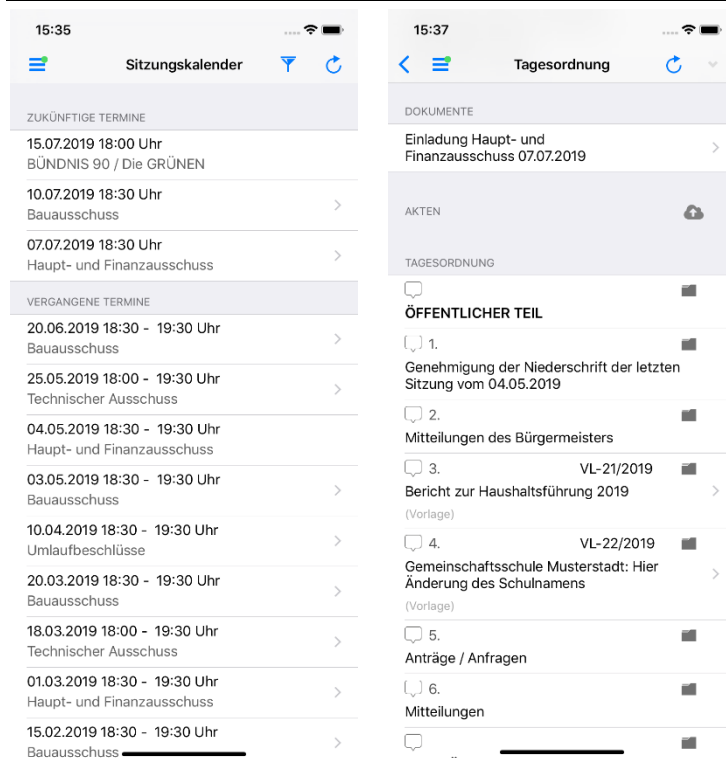 15:35
Sitzungskalender
ZUKÜNFTIGE TERMINE
15.07.2019 18:00 Uhr
BÜNDNIS 90 / Die GRÜNEN
10.07.2019 18:30 Uhr
Bauausschuss
07.07.2019 18:30 Uhr
Haupt- und Finanzausschuss
VERGANGENE TERMINE
20.06.2019 18:30 - 19:30 Uhr
Bauausschuss
25.05.2019 18:00 - 19:30 Uhr
Technischer Ausschuss
04.05.2019 18:30 - 19:30 Uhr
Haupt- und Finanzausschuss
03.05.2019 18:30 - 19:30 Uhr
Bauausschuss
10.04.2019 18:30 - 19:30 Uhr
Umlaufbeschlüsse
20.03.2019 18:30 - 19:30 Uhr
Bauausschuss
18.03.2019 18:00 - 19:30 Uhr
Technischer Ausschuss
01.03.2019 18:30 - 19:30 Uhr
Haupt- und Finanzausschuss
15.02.2019 18:30 - 19:30 Uhr
Bauausschuss
15:37
Tagesordnung
DOKUMENTE
Einladung Haupt- und
Finanzausschuss 07.07.2019
AKTEN
TAGESORDNUNG
ÖFFENTLICHER TEIL
1.
Genehmigung der Niederschrift der letzten
Sitzung vom 04.05.2019
2.
Mitteilungen des Bürgermeisters
3. VL-21/2019
Bericht zur Haushaltsführung 2019
(Vorlage)
4. VL-22/2019
Gemeinschaftsschule Musterstadt: Hier
Änderung des Schulnamens
(Vorlage)
5.
Anträge / Anfragen
6.
Mitteilungen